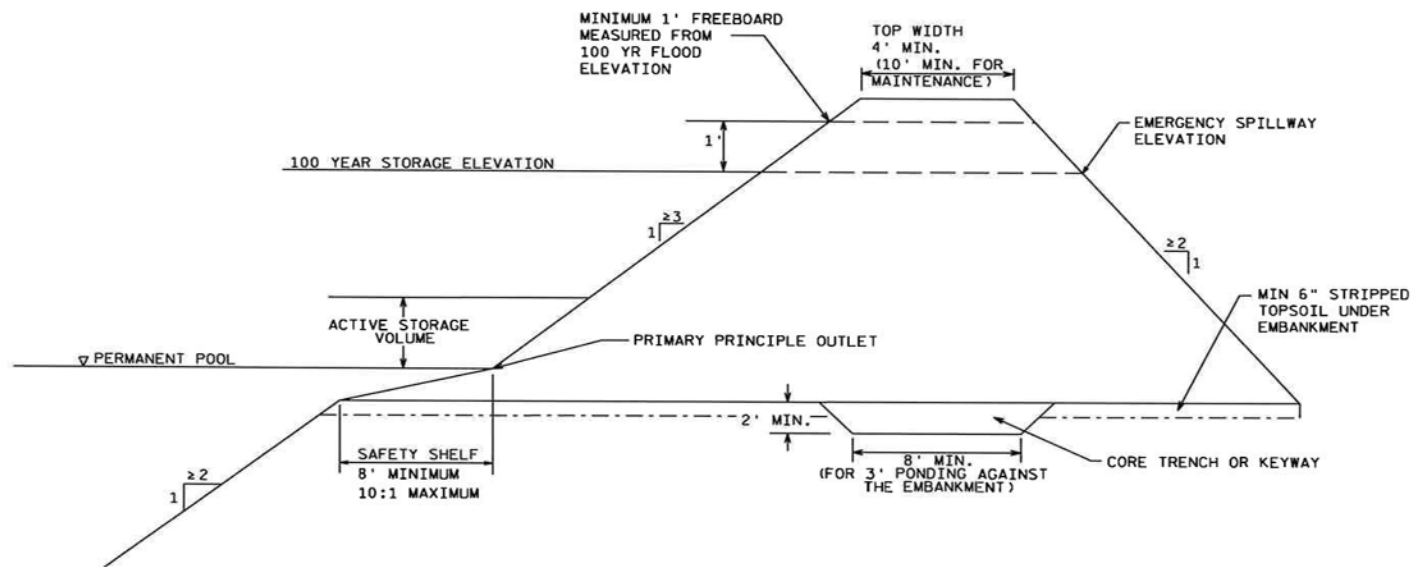 MINIMUM 1' FREEBOARD
MEASURED FROM
100 YR FLOOD
ELEVATION
TOP WIDTH
4' MIN.
(10' MIN. FOR
MAINTENANCE)
EMERGENCY SPILLWAY
ELEVATION
1'
100 YEAR STORAGE ELEVATION
≥3
1
≥2
1
MIN 6" STRIPPED
TOPSOIL UNDER
EMBANKMENT
ACTIVE STORAGE
VOLUME
PRIMARY PRINCIPLE OUTLET
PERMANENT POOL
2' MIN.
SAFETY SHELF
8' MINIMUM
10:1 MAXIMUM
8' MIN.
(FOR 3' PONDING AGAINST
THE EMBANKMENT)
CORE TRENCH OR KEYWAY
≥2
1